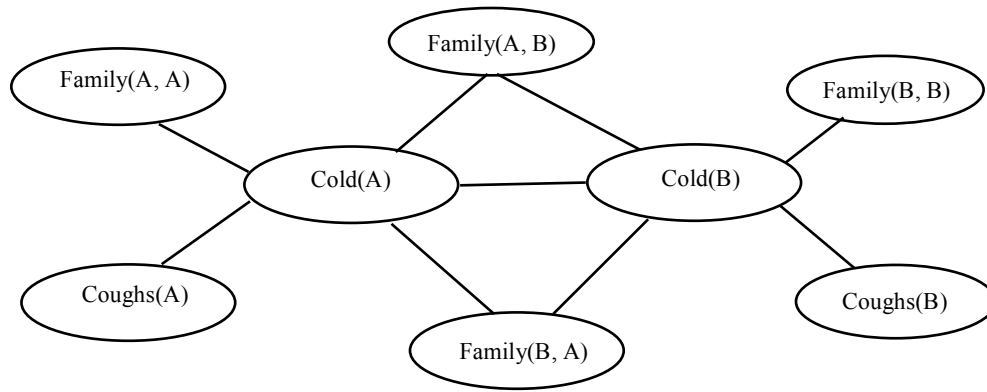 Family(A, B)
Family(A, A)
Family(B, B)
Cold(A)
Cold(B)
Coughs(A)
Coughs(B)
Family(B, A)